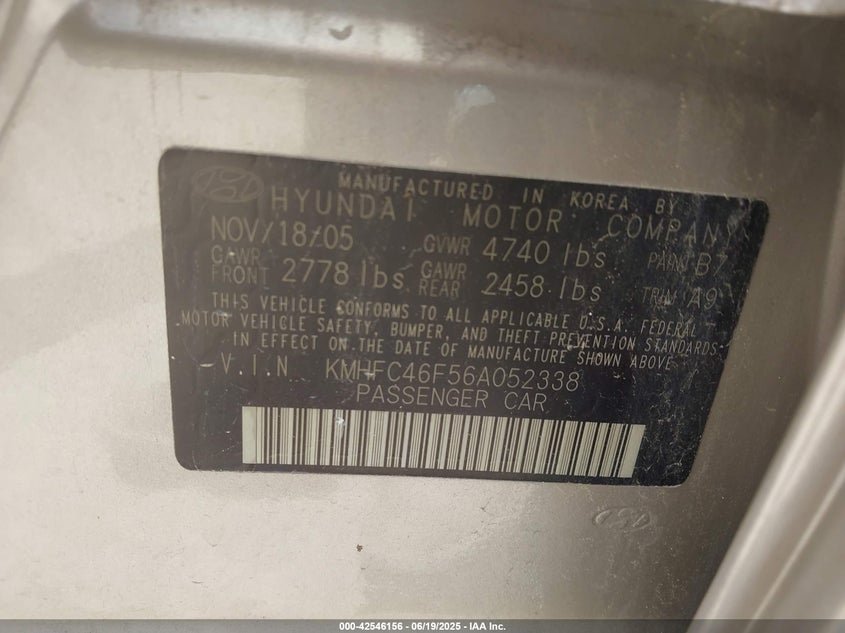 MANUFACTURED IN KOREA BY
HYUNDAI MOTOR COMPANY
NOV/18/05 GVWR 4740 lbs PAINT B7
GAWR FRONT 2778 lbs GAWR REAR 2458 lbs TRIM A9
THIS VEHICLE CONFORMS TO ALL APPLICABLE U.S.A. FEDERAL
MOTOR VEHICLE SAFETY, BUMPER, AND THEFT PREVENTION STANDARDS
IN EFFECT ON THE DATE OF MANUFACTURE SHOWN ABOVE
V.I.N KMHFC46F56A052338
PASSENGER CAR
000-42546156 - 06/19/2025 - IAA Inc.